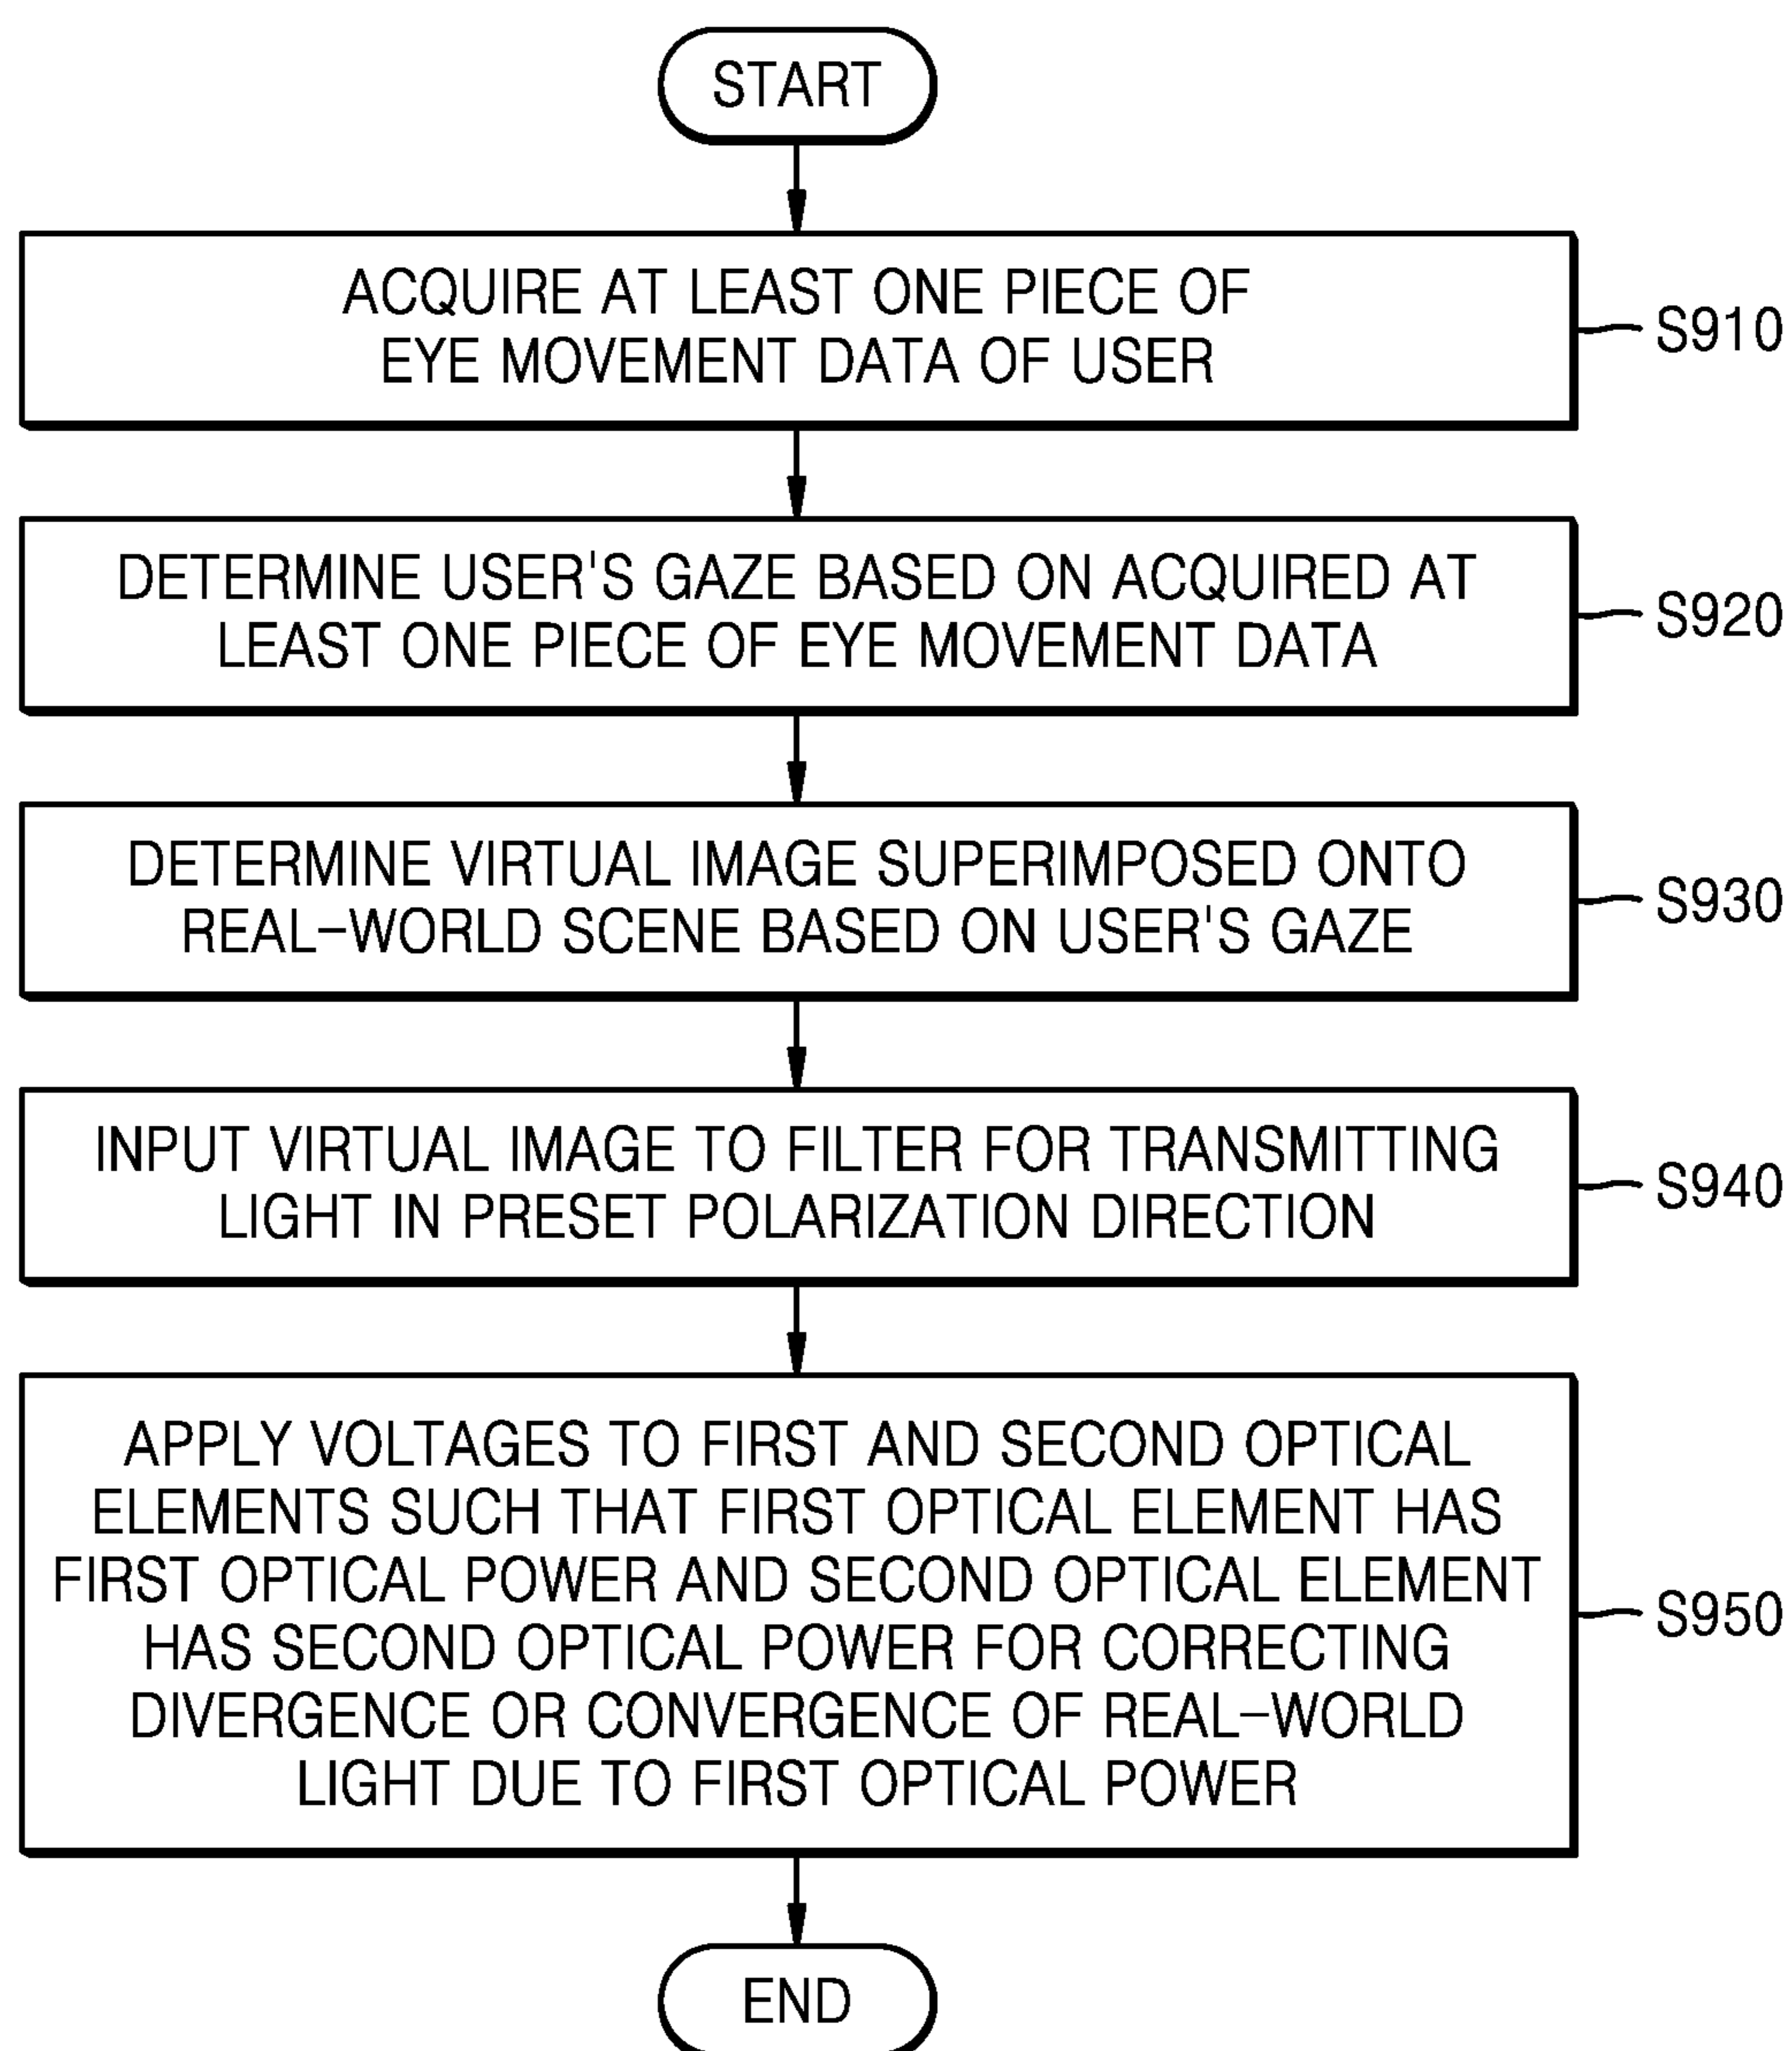 START
ACQUIRE AT LEAST ONE PIECE OF
EYE MOVEMENT DATA OF USER
S910
DETERMINE USER'S GAZE BASED ON ACQUIRED AT
LEAST ONE PIECE OF EYE MOVEMENT DATA
S920
DETERMINE VIRTUAL IMAGE SUPERIMPOSED ONTO
REAL-WORLD SCENE BASED ON USER'S GAZE
S930
INPUT VIRTUAL IMAGE TO FILTER FOR TRANSMITTING
LIGHT IN PRESET POLARIZATION DIRECTION
S940
APPLY VOLTAGES TO FIRST AND SECOND OPTICAL
ELEMENTS SUCH THAT FIRST OPTICAL ELEMENT HAS
FIRST OPTICAL POWER AND SECOND OPTICAL ELEMENT
HAS SECOND OPTICAL POWER FOR CORRECTING
DIVERGENCE OR CONVERGENCE OF REAL-WORLD
LIGHT DUE TO FIRST OPTICAL POWER
S950
END